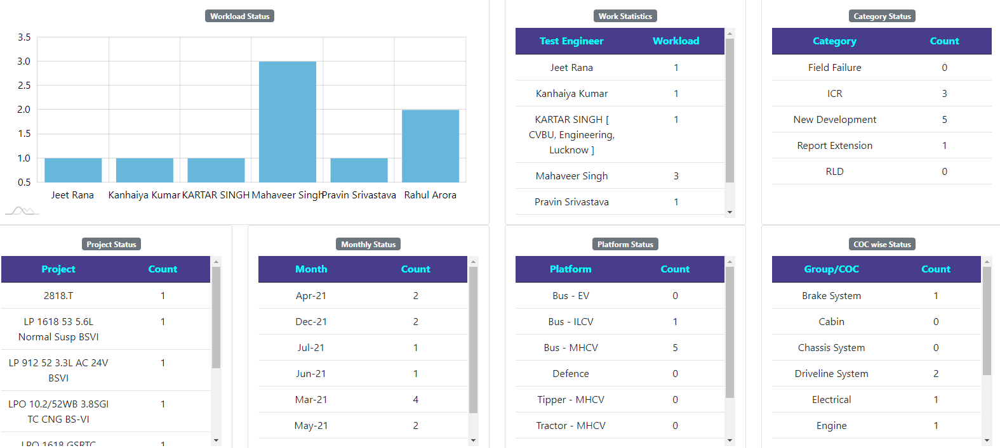 Workload Status
3.5
3.0
2.5
2.0
1.5
1.0
0.5
Jeet Rana Kanhaiya Kumar KARTAR SINGH Mahaveer Singh Pravin Srivastava Rahul Arora
Work Statistics
Test Engineer Workload
Jeet Rana 1
Kanhaiya Kumar 1
KARTAR SINGH [ 1
CVBU, Engineering,
Lucknow ]
Mahaveer Singh 3
Pravin Srivastava 1
Category Status
Category Count
Field Failure 0
ICR 3
New Development 5
Report Extension 1
RLD 0
Project Status
Project Count
2818.T 1
LP 1618 53 5.6L 1
Normal Susp BSVI
LP 912 52 3.3L AC 24V 1
BSVI
LPO 10.2/52WB 3.8SGI 1
TC CNG BS-VI
LPO 1618 GSRTC 1
Monthly Status
Month Count
Apr-21 2
Dec-21 2
Jul-21 1
Jun-21 1
Mar-21 4
May-21 2
Platform Status
Platform Count
Bus - EV 0
Bus - ILCV 1
Bus - MHCV 5
Defence 0
Tipper - MHCV 0
Tractor - MHCV 0
COC wise Status
Group/COC Count
Brake System 1
Cabin 0
Chassis System 0
Driveline System 2
Electrical 1
Engine 1